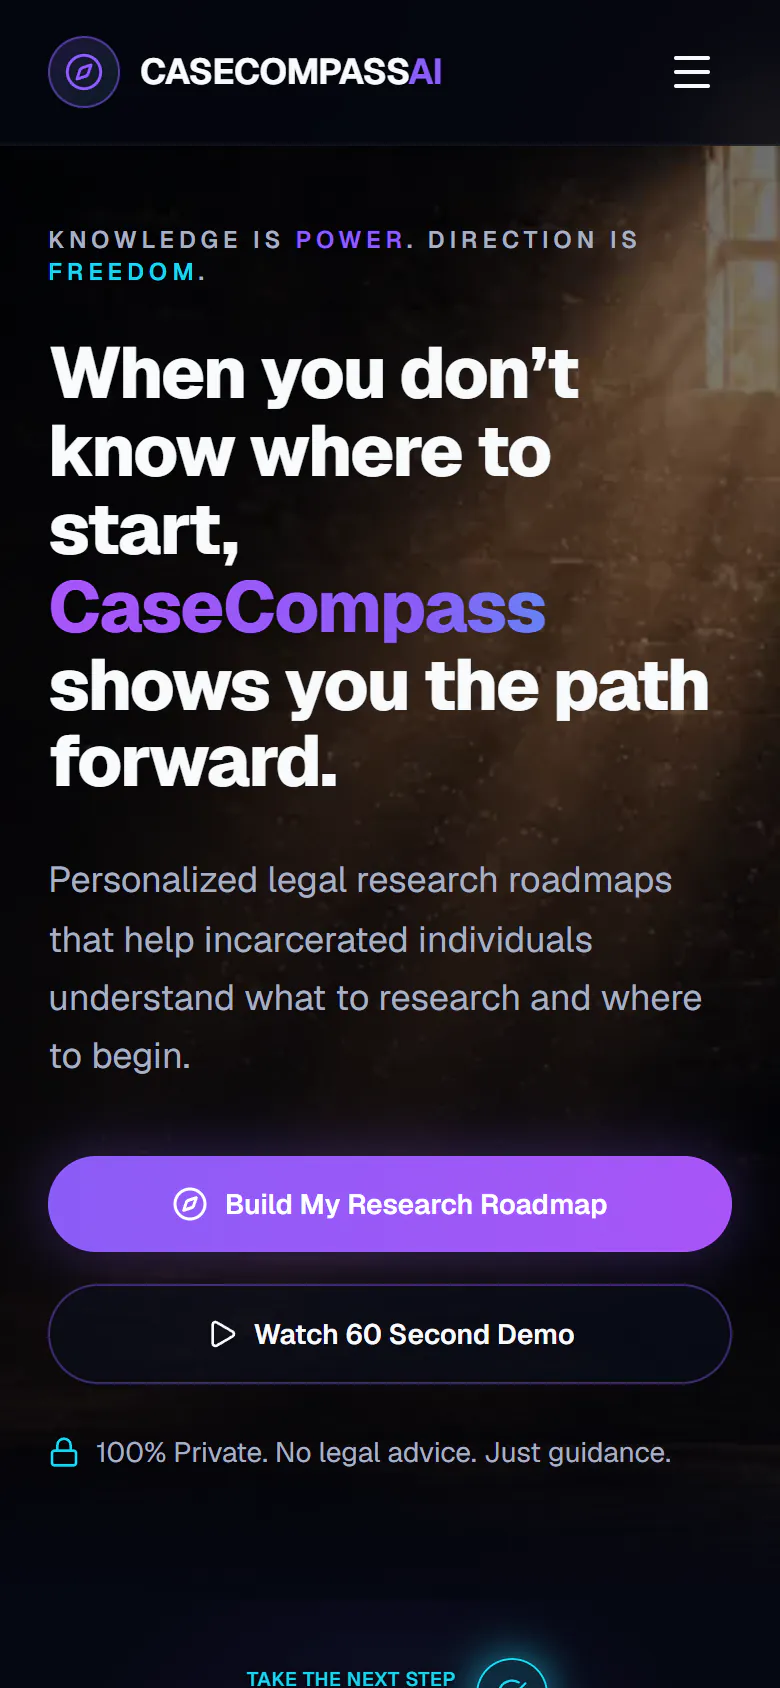 CASECOMPASSAI
KNOWLEDGE IS POWER. DIRECTION IS
FREEDOM.
When you don’t
know where to
start,
CaseCompass
shows you the path
forward.
Personalized legal research roadmaps
that help incarcerated individuals
understand what to research and where
to begin.
Build My Research Roadmap
Watch 60 Second Demo
100% Private. No legal advice. Just guidance.
TAKE THE NEXT STEP